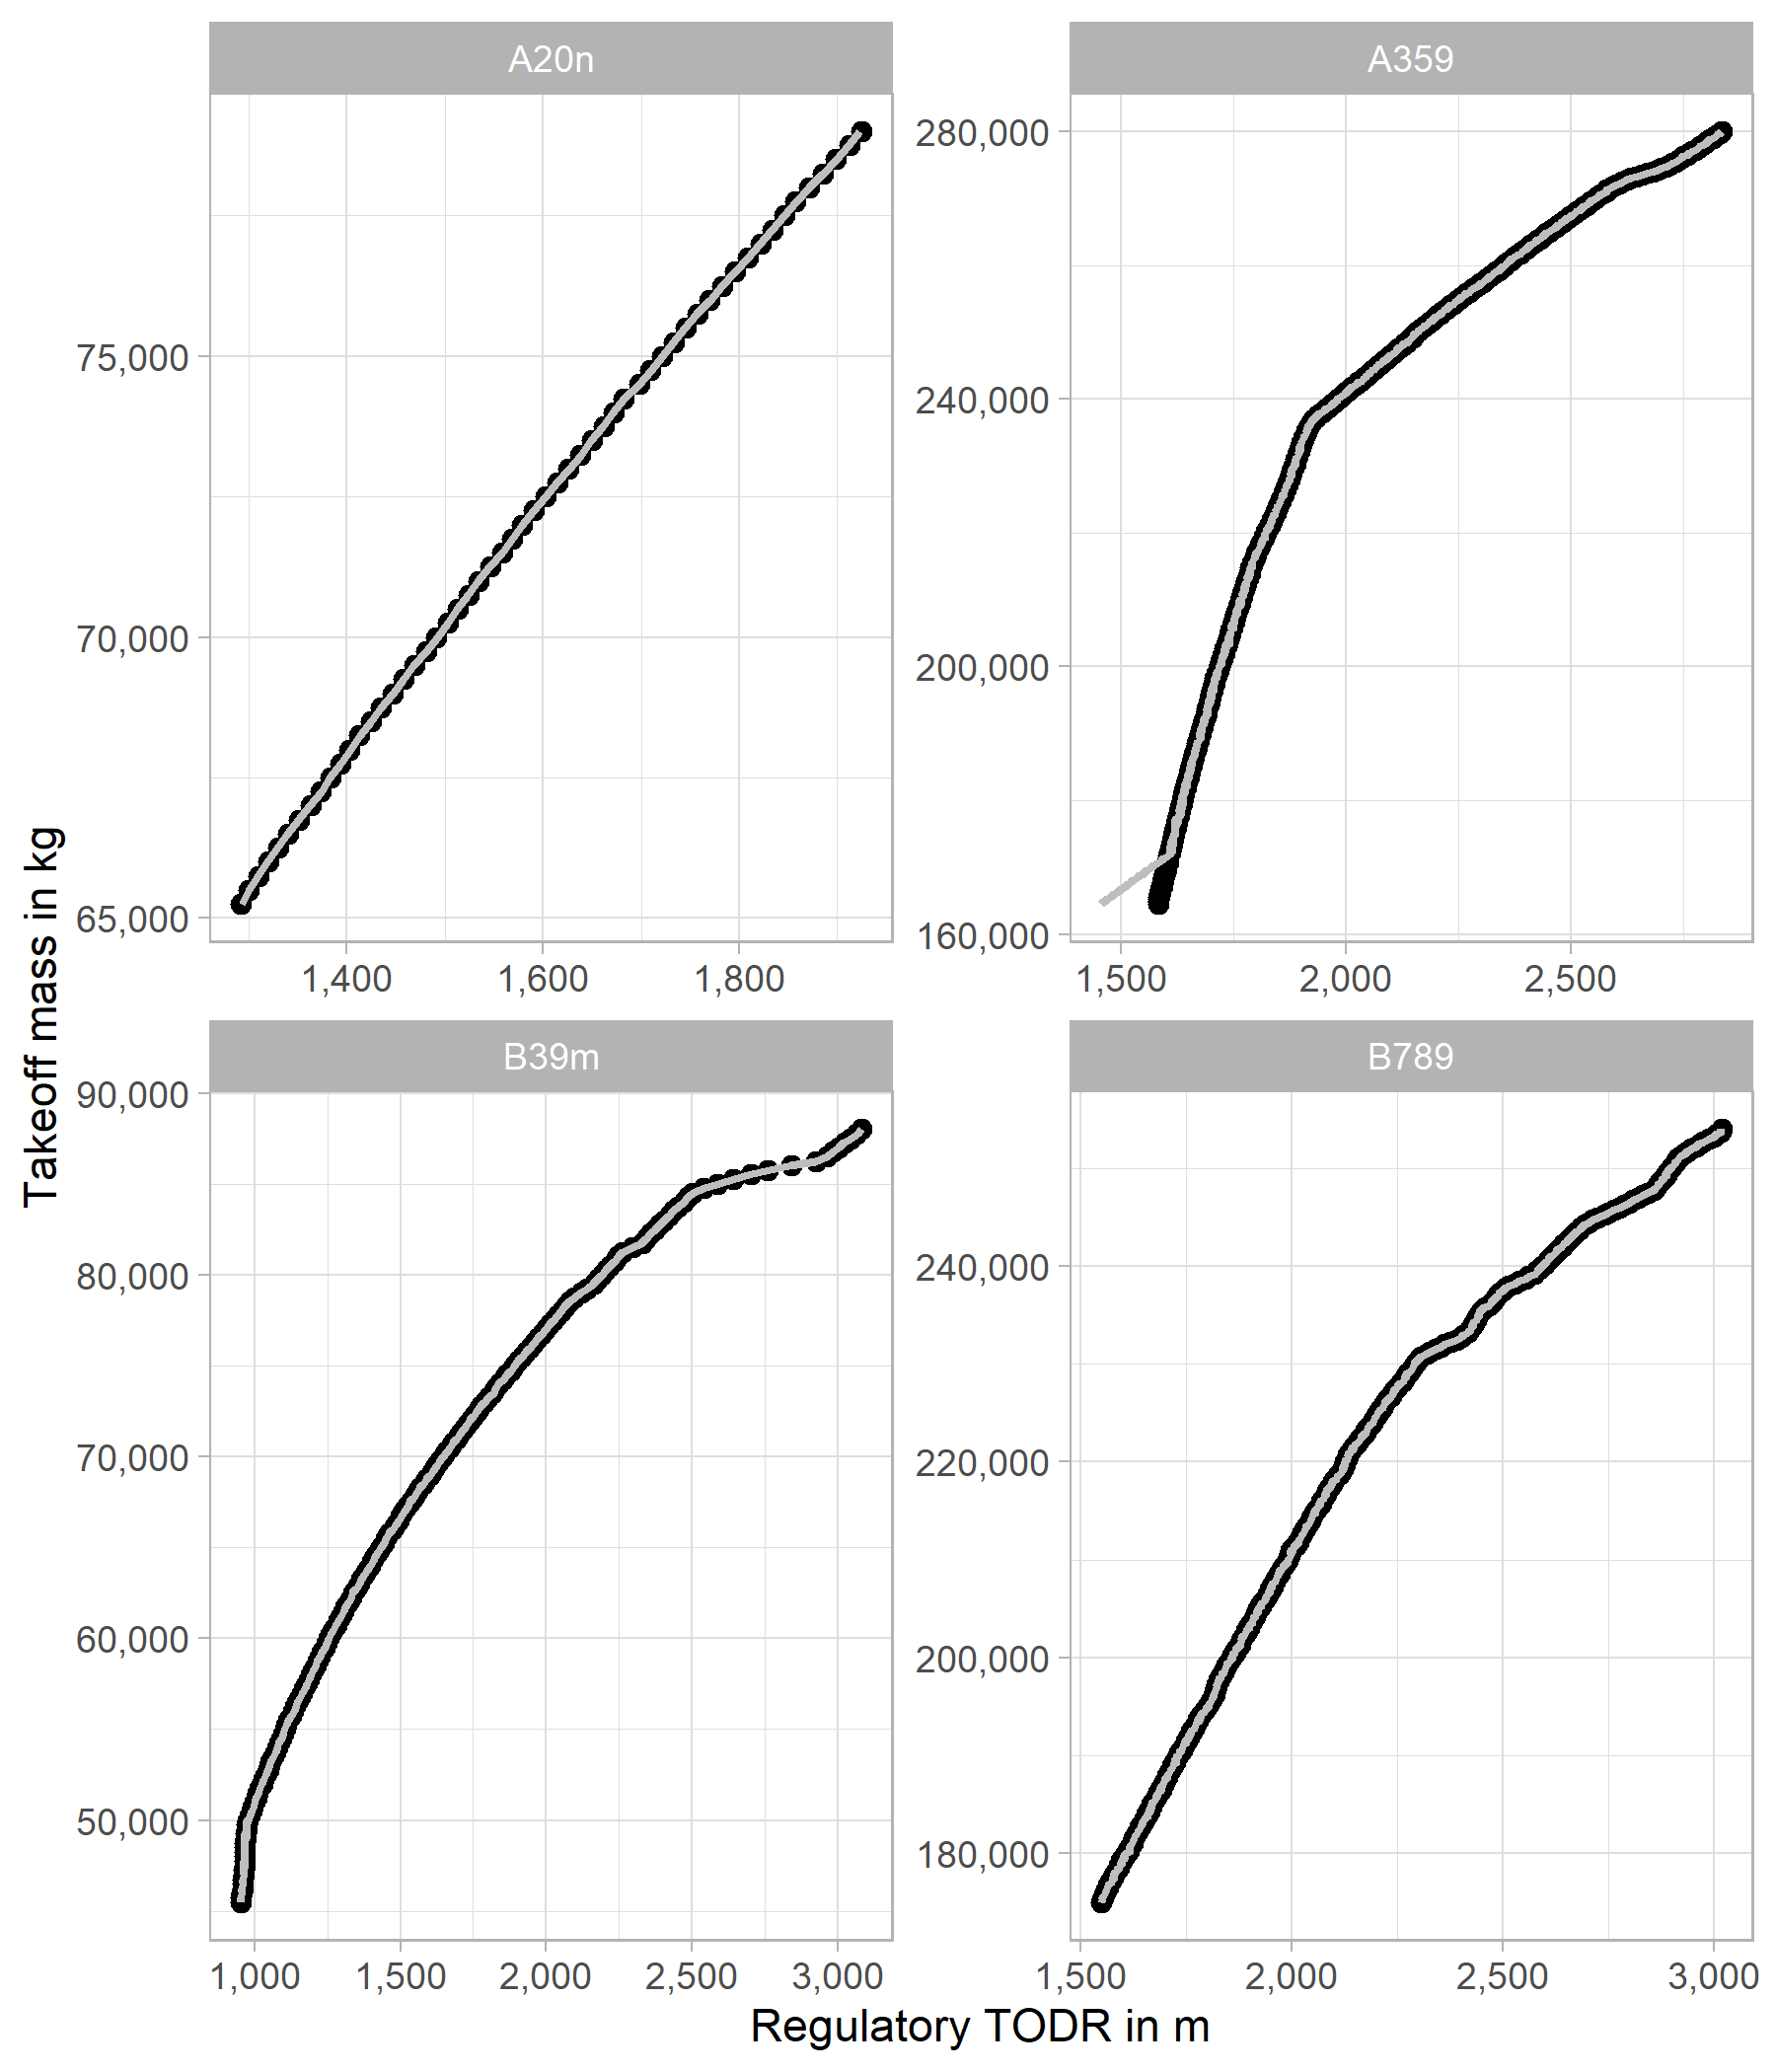 A20n
A359
75,000
70,000
65,000
1,400 1,600 1,800
280,000
240,000
200,000
160,000
1,500 2,000 2,500
B39m
B789
90,000
80,000
70,000
60,000
50,000
1,000 1,500 2,000 2,500 3,000
240,000
220,000
200,000
180,000
1,500 2,000 2,500 3,000
Takeoff mass in kg
Regulatory TODR in m